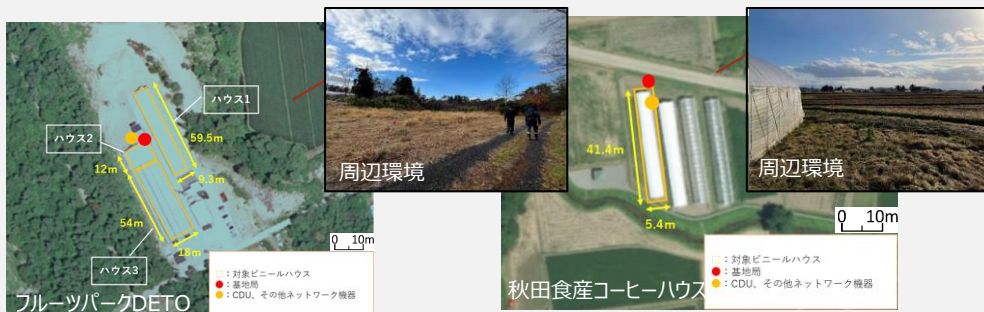 ハウス1
ハウス2
59.5m
12m
9.3m
54m
18m
ハウス3
0 10m
：対象ビニールハウス
：基地局
：CDU、その他ネットワーク機器
フルーツパークDETO
周辺環境
41.4m
5.4m
0 10m
：対象ビニールハウス
：基地局
：CDU、その他ネットワーク機器
秋田食産コーヒーハウス
周辺環境